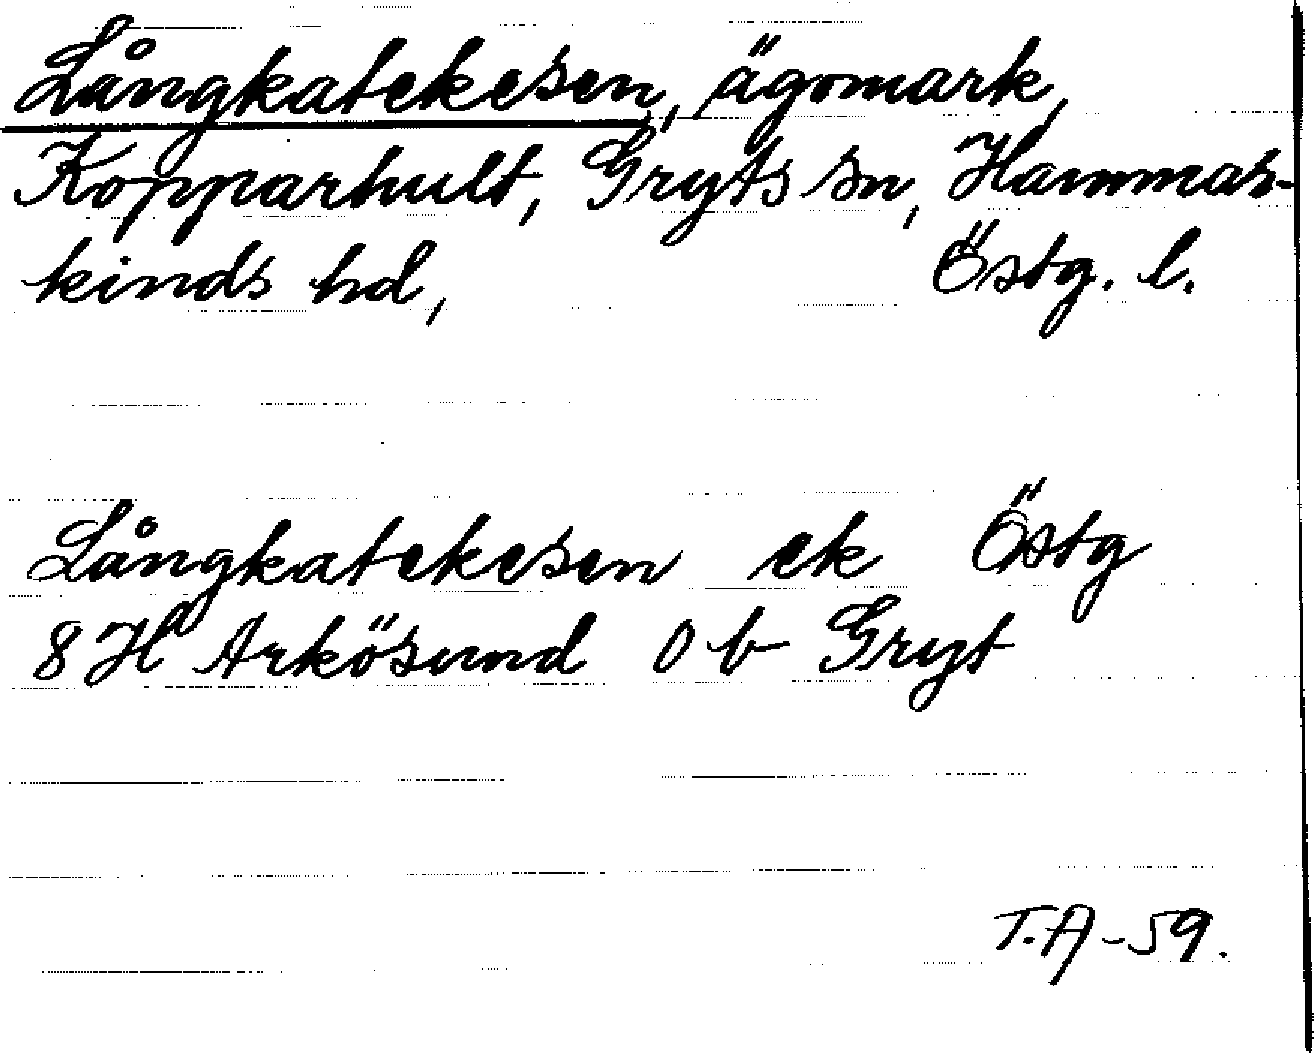 Långkatekesen, ägomark,
Kopparhult, Gryts sn, Hammar-
kinds hd, Östg. l.
Långkatekesen ek Östg
8 H Arkösund 0 b Gryt
T.A-59.